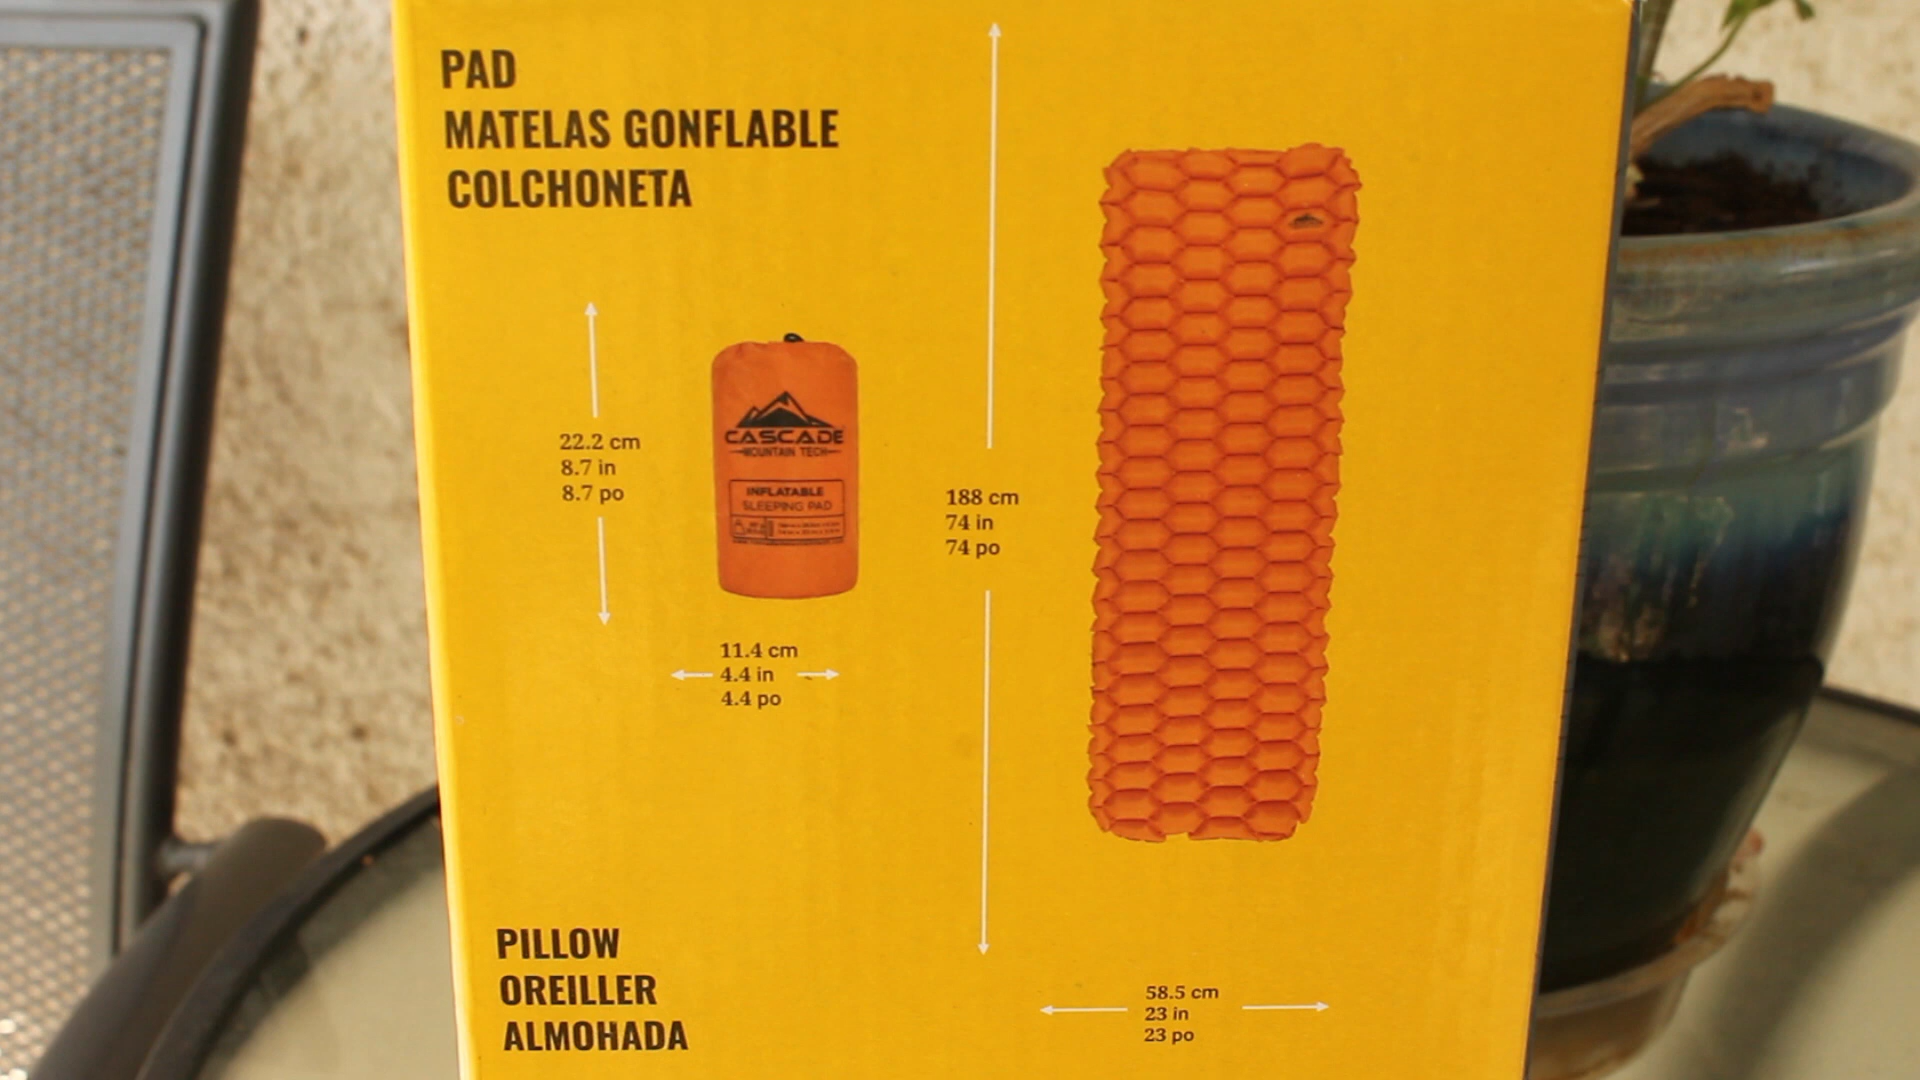 PAD
MATELAS GONFLABLE
COLCHONETA
22.2 cm
8.7 in
8.7 po
CASCADE
MOUNTAIN TECH
INFLATABLE
SLEEPING PAD
11.4 cm
4.4 in
4.4 po
188 cm
74 in
74 po
PILLOW
OREILLER
ALMOHADA
58.5 cm
23 in
23 po